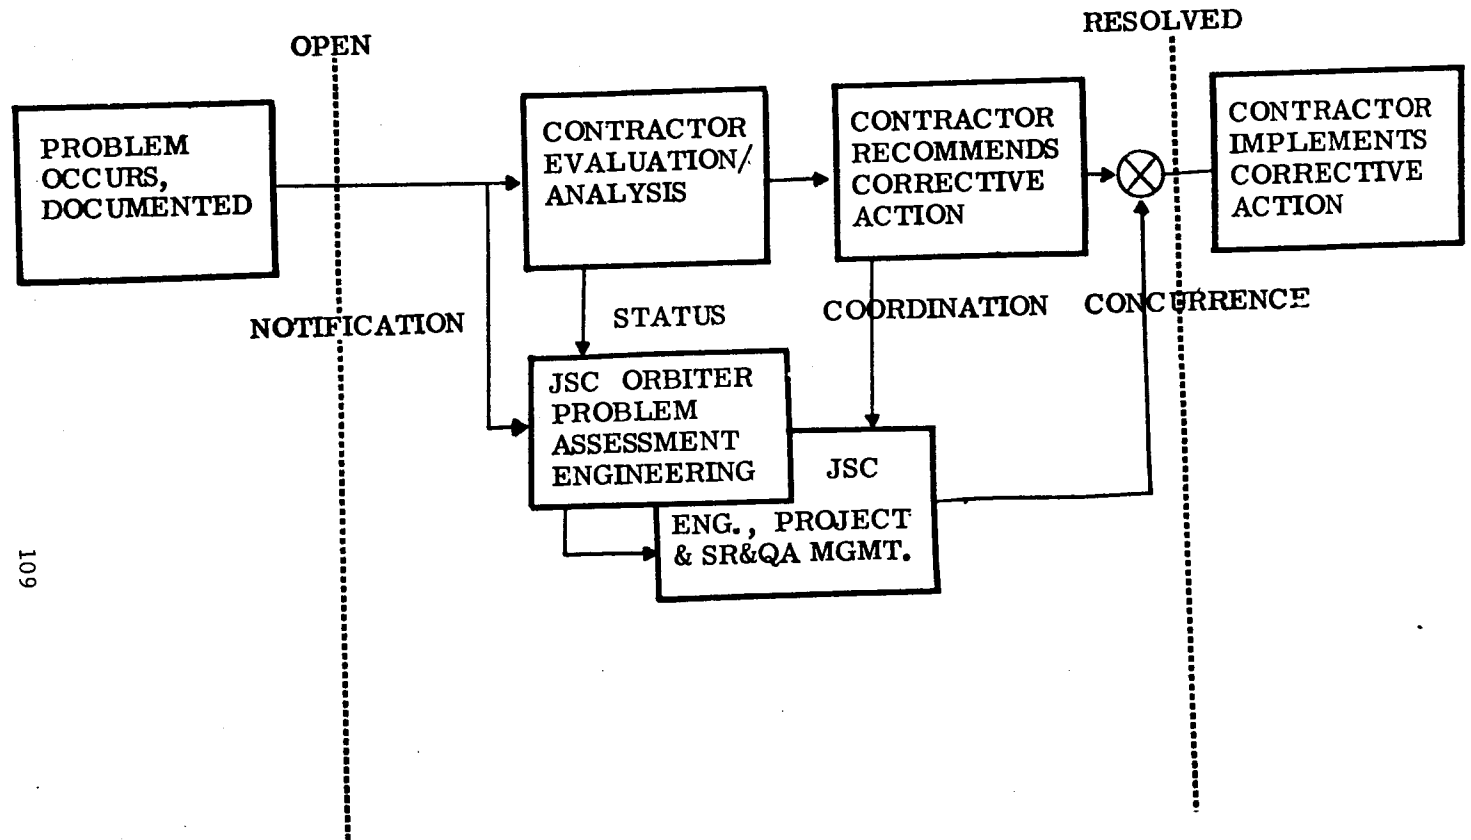 OPEN
RESOLVED
PROBLEM
OCCURS,
DOCUMENTED
CONTRACTOR
EVALUATION/
ANALYSIS
CONTRACTOR
RECOMMENDS
CORRECTIVE
ACTION
CONTRACTOR
IMPLEMENTS
CORRECTIVE
ACTION
NOTIFICATION
STATUS
COORDINATION
CONCURRENCE
JSC ORBITER
PROBLEM
ASSESSMENT
ENGINEERING
JSC
ENG., PROJECT
& SR&QA MGMT.
109